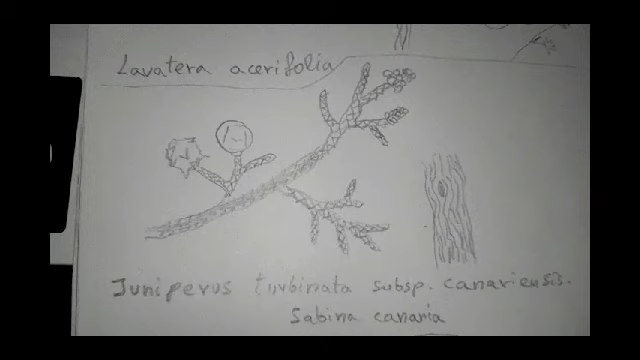 Lavatera acerifolia
Juniperus turbinata subsp. canariensis.
Sabina canaria